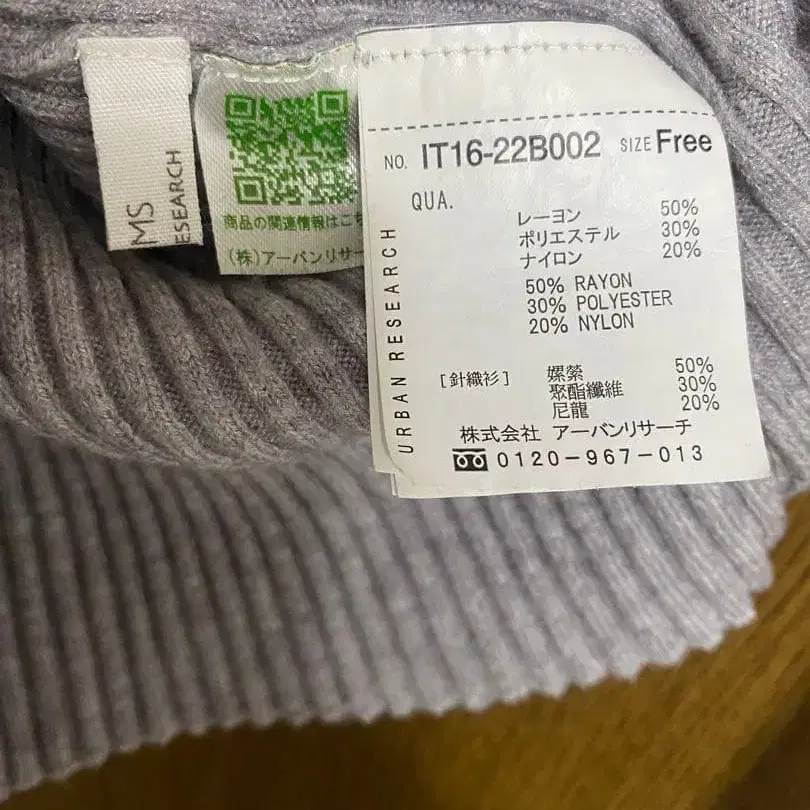 MS
ESEARCH
商品の関連情報はこち
(株)アーバンリサー
NO. IT16-22B002 SIZE Free
QUA.
レーヨン 50%
ポリエステル 30%
ナイロン 20%
50% RAYON
30% POLYESTER
20% NYLON
[針織衫] 嫘縈 50%
聚酯纖維 30%
尼龍 20%
URBAN RESEARCH
株式会社 アーバンリサーチ
0120-967-013